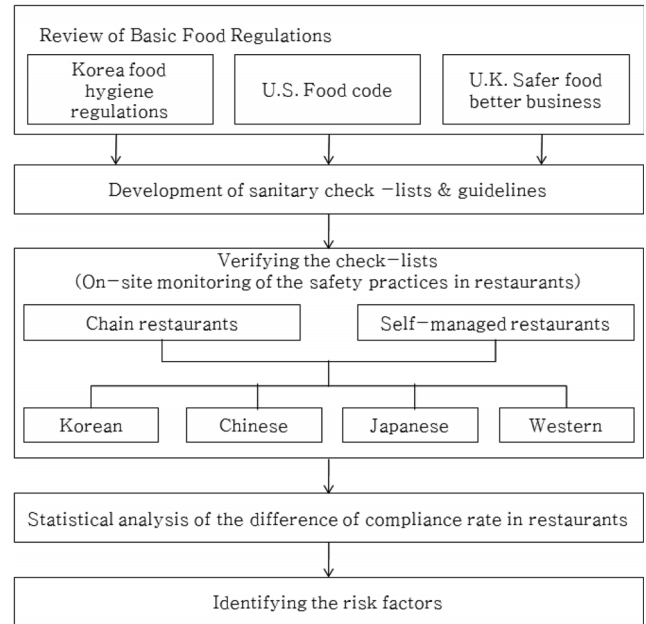 Review of Basic Food Regulations
Korea food
hygiene
regulations
U.S. Food code
U.K. Safer food
better business
Development of sanitary check －lists & guidelines
Verifying the check－lists
(On－site monitoring of the safety practices in restaurants)
Chain restaurants
Self－managed restaurants
Korean
Chinese
Japanese
Western
Statistical analysis of the difference of compliance rate in restaurants
Identifying the risk factors